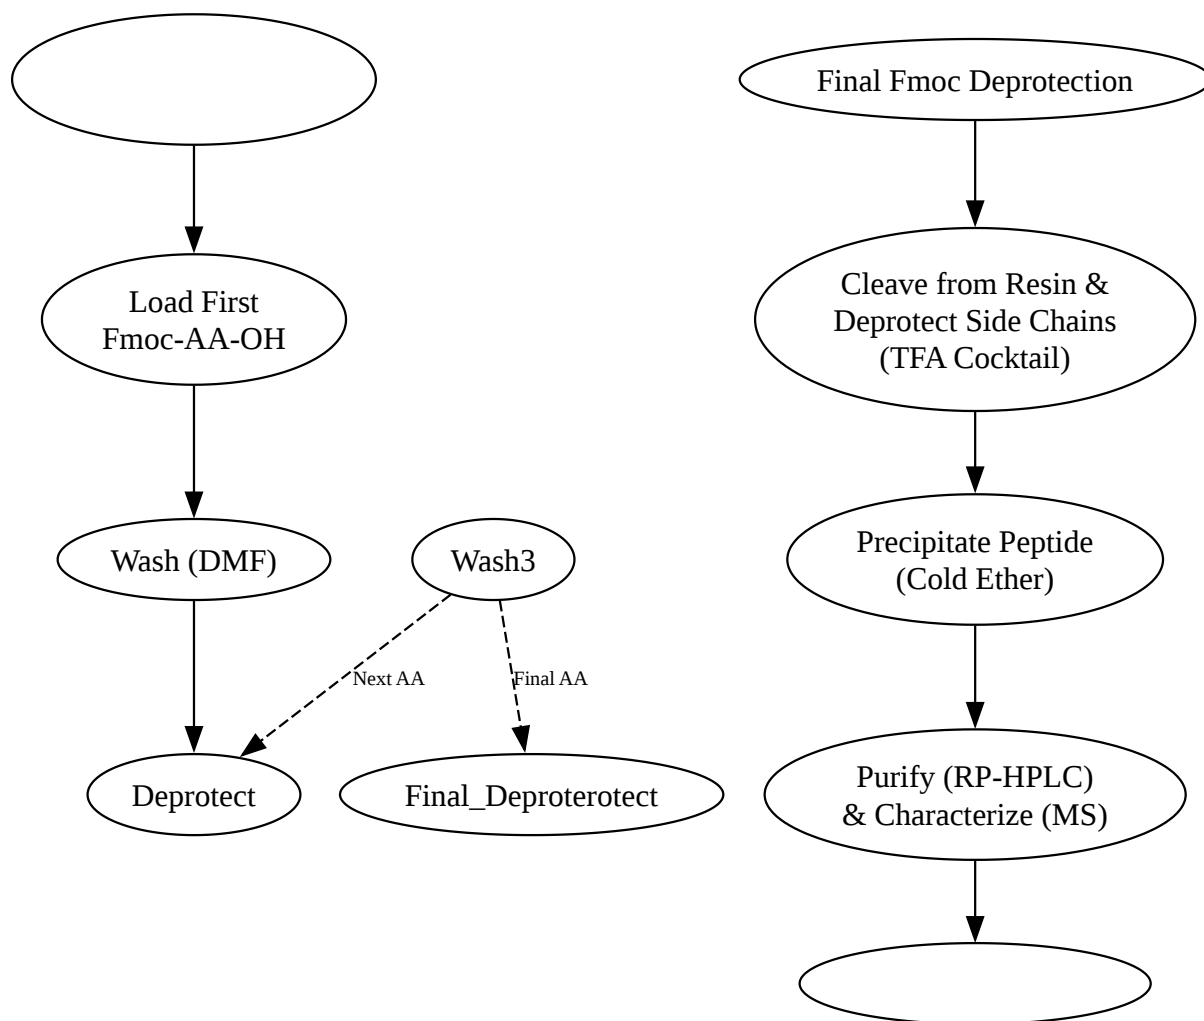 Final Fmoc Deprotection
Load First
Fmoc-AA-OH
Cleave from Resin &
Deprotect Side Chains
(TFA Cocktail)
Wash (DMF)
Wash3
Precipitate Peptide
(Cold Ether)
Next AA
Final AA
Deprotect
Final_Deproterotect
Purify (RP-HPLC)
& Characterize (MS)